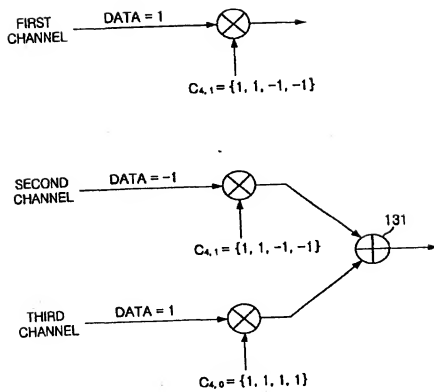 FIRST
CHANNEL
DATA = 1
C4, 1 = {1, 1, -1, -1}
SECOND
CHANNEL
DATA = -1
131
C4, 1 = {1, 1, -1, -1}
THIRD
CHANNEL
DATA = 1
C4, 0 = {1, 1, 1, 1}